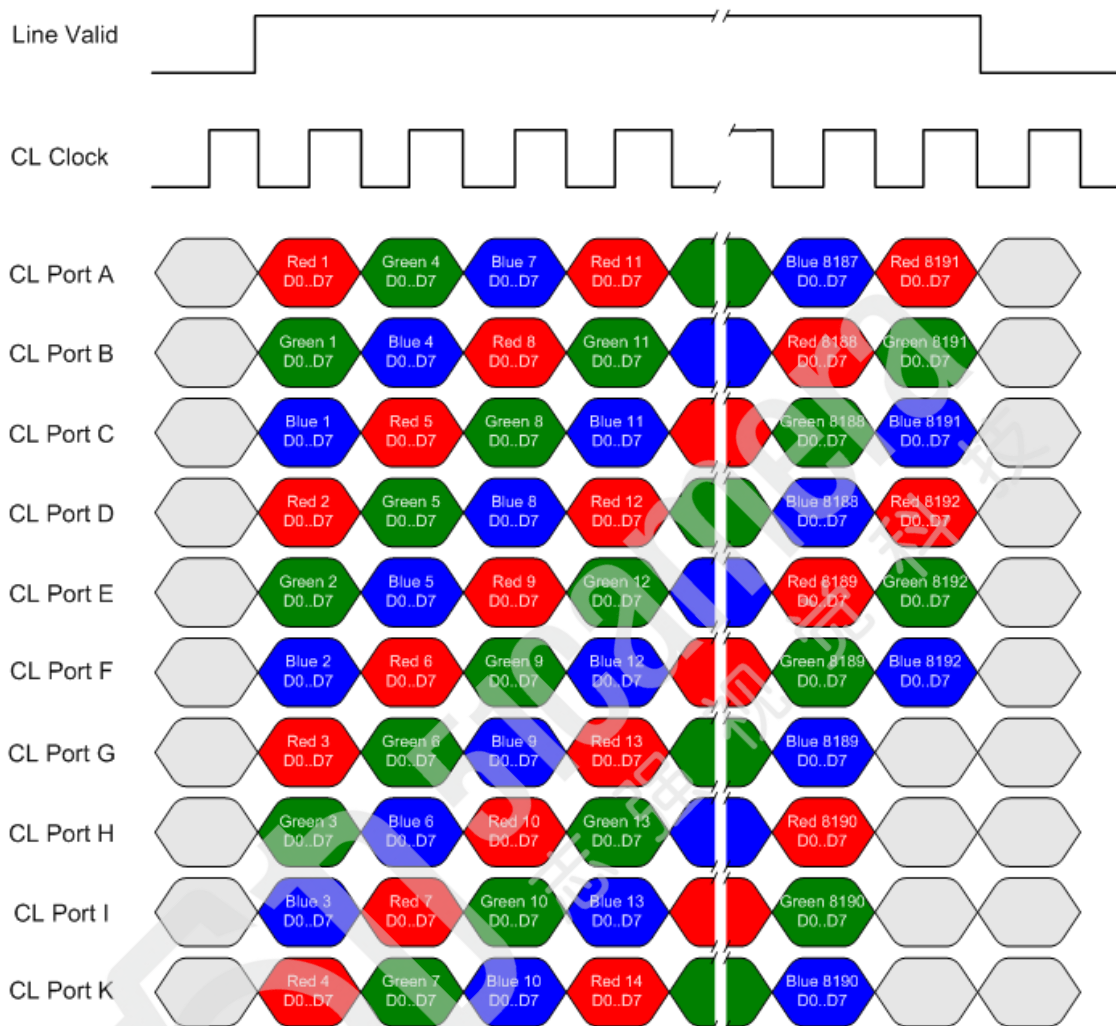 Line Valid
CL Clock
CL Port A
Red 1 Green 4 Blue 7 Red 11 Blue 8187 Red 8191
D0..D7 D0..D7 D0..D7 D0..D7 D0..D7 D0..D7
CL Port B
Green 1 Blue 4 Red 8 Green 11 Red 8188 Green 8191
D0..D7 D0..D7 D0..D7 D0..D7 D0..D7 D0..D7
CL Port C
Blue 1 Red 5 Green 8 Blue 11 Green 8188 Blue 8191
D0..D7 D0..D7 D0..D7 D0..D7 D0..D7 D0..D7
CL Port D
Red 2 Green 5 Blue 8 Red 12 Blue 8188 Red 8192
D0..D7 D0..D7 D0..D7 D0..D7 D0..D7 D0..D7
CL Port E
Green 2 Blue 5 Red 9 Green 12 Red 8189 Green 8192
D0..D7 D0..D7 D0..D7 D0..D7 D0..D7 D0..D7
CL Port F
Blue 2 Red 6 Green 9 Blue 12 Green 8189 Blue 8192
D0..D7 D0..D7 D0..D7 D0..D7 D0..D7 D0..D7
CL Port G
Red 3 Green 6 Blue 9 Red 13 Blue 8189
D0..D7 D0..D7 D0..D7 D0..D7 D0..D7
CL Port H
Green 3 Blue 6 Red 10 Green 13 Red 8190
D0..D7 D0..D7 D0..D7 D0..D7 D0..D7
CL Port I
Blue 3 Red 7 Green 10 Blue 13 Green 8190
D0..D7 D0..D7 D0..D7 D0..D7 D0..D7
CL Port K
Red 4 Green 7 Blue 10 Red 14 Blue 8190
D0..D7 D0..D7 D0..D7 D0..D7 D0..D7
志强视觉科技